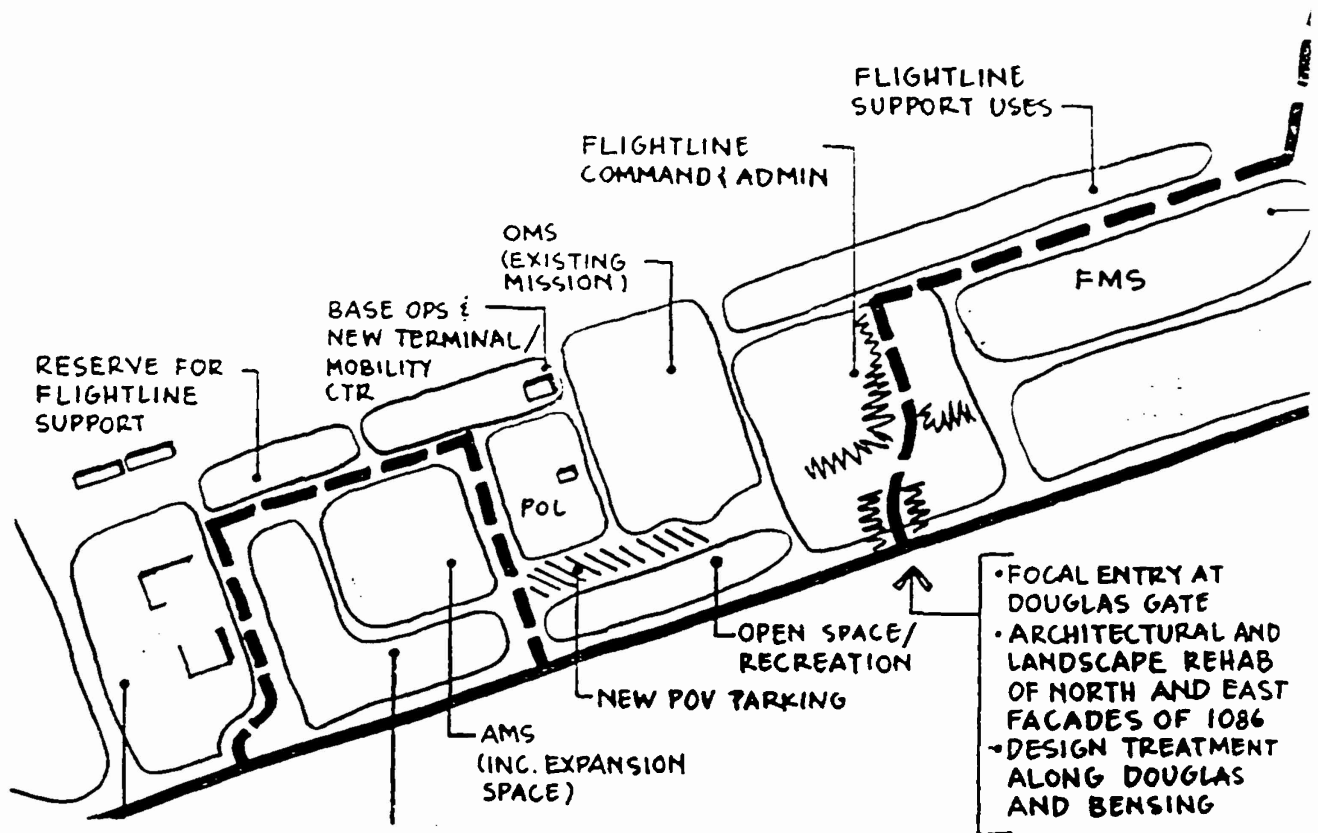 FLIGHTLINE
SUPPORT USES
FLIGHTLINE
COMMAND & ADMIN
OMS
(EXISTING
MISSION)
BASE OPS &
NEW TERMINAL/
MOBILITY
CTR
RESERVE FOR
FLIGHTLINE
SUPPORT
FMS
POL
OPEN SPACE/
RECREATION
NEW POV PARKING
AMS
(INC. EXPANSION
SPACE)
•FOCAL ENTRY AT
DOUGLAS GATE
•ARCHITECTURAL AND
LANDSCAPE REHAB
OF NORTH AND EAST
FACADES OF 1086
•DESIGN TREATMENT
ALONG DOUGLAS
AND BENSING